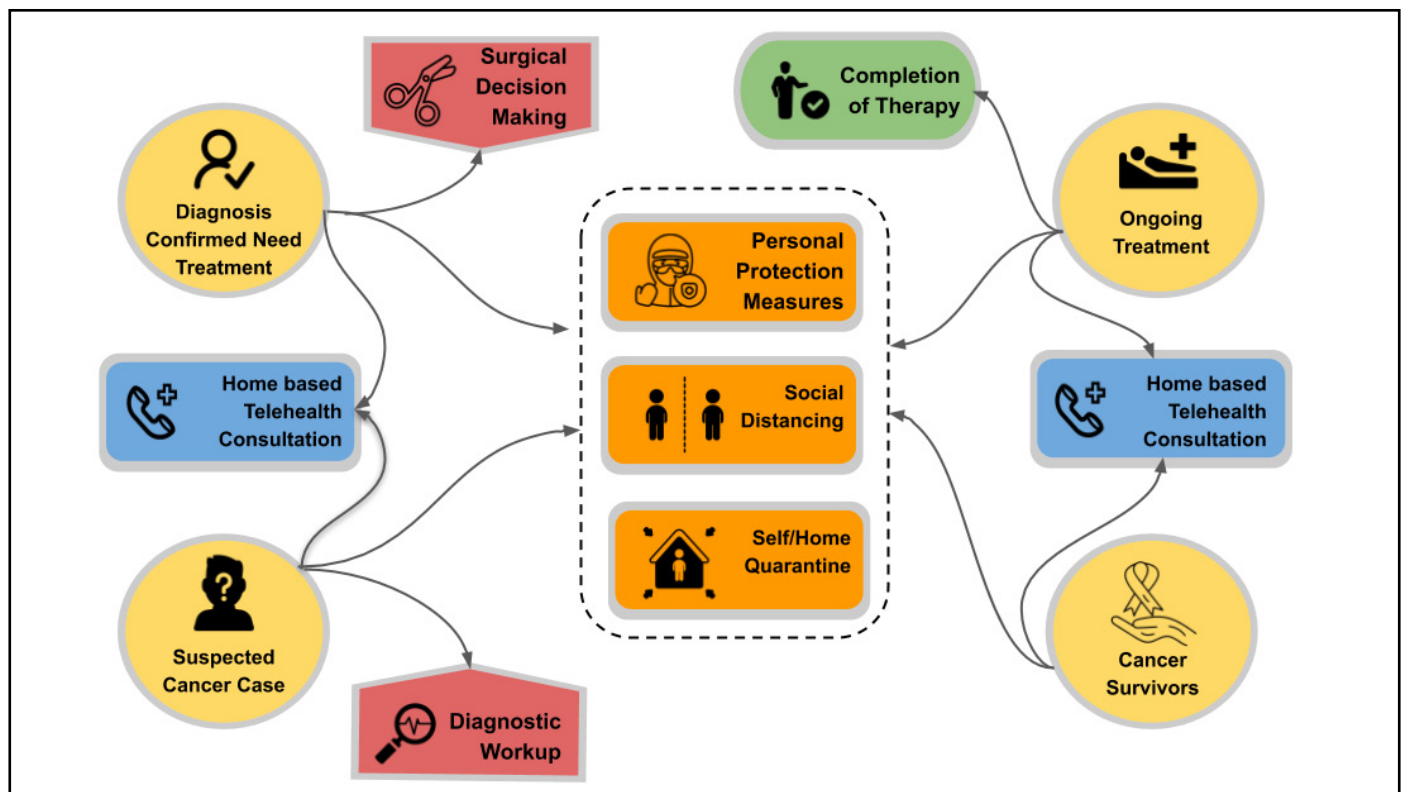 Surgical
Decision
Making
Completion
of Therapy
Diagnosis
Confirmed Need
Treatment
Ongoing
Treatment
Personal
Protection
Measures
Home based
Telehealth
Consultation
Social
Distancing
Home based
Telehealth
Consultation
Self/Home
Quarantine
?
Suspected
Cancer Case
Cancer
Survivors
Diagnostic
Workup